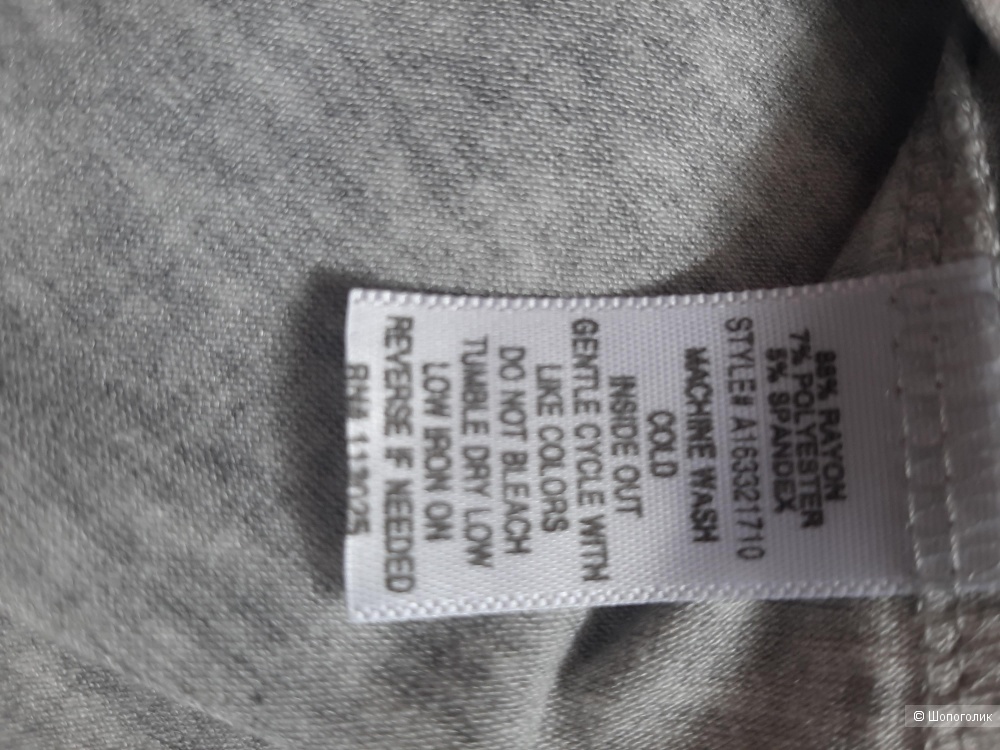 88% RAYON
7% POLYESTER
5% SPANDEX
STYLE# A163321710
MACHINE WASH
COLD
INSIDE OUT
GENTLE CYCLE WITH
LIKE COLORS
DO NOT BLEACH
TUMBLE DRY LOW
LOW IRON ON
REVERSE IF NEEDED
RN# 113025
© Шопоголик